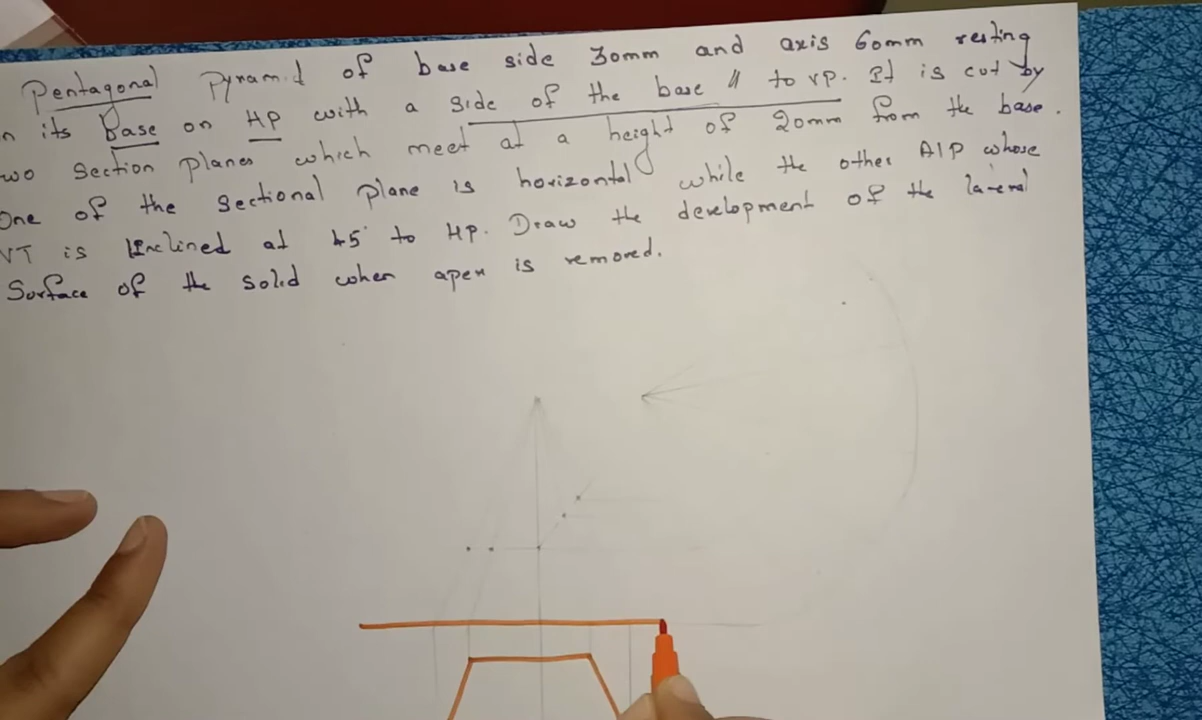 Pentagonal Pyramid of base side 30mm and axis 60mm resting
n its Base on HP with a side of the base || to VP. It is cut by
wo Section Planes which meet at a height of 20mm from the base.
One of the Sectional Plane is horizontal while the other AIP whose
VT is Inclined at 45° to HP. Draw the development of the lateral
Surface of the solid when apex is removed.